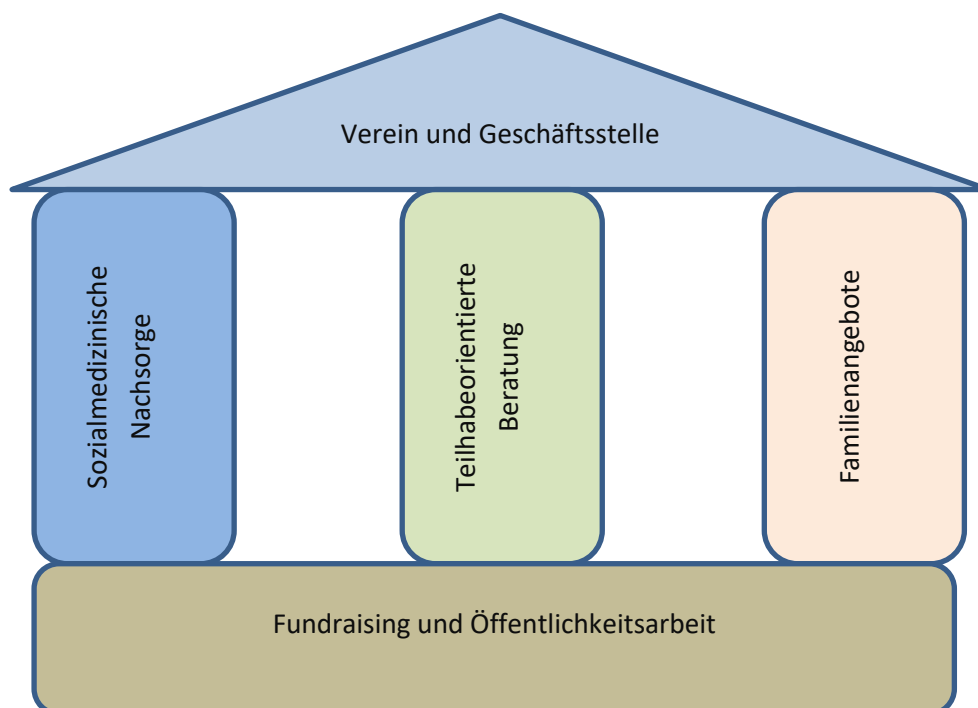 Verein und Geschäftsstelle
Sozialmedizinische
Nachsorge
Teilhabeorientierte
Beratung
Familienangebote
Fundraising und Öffentlichkeitsarbeit